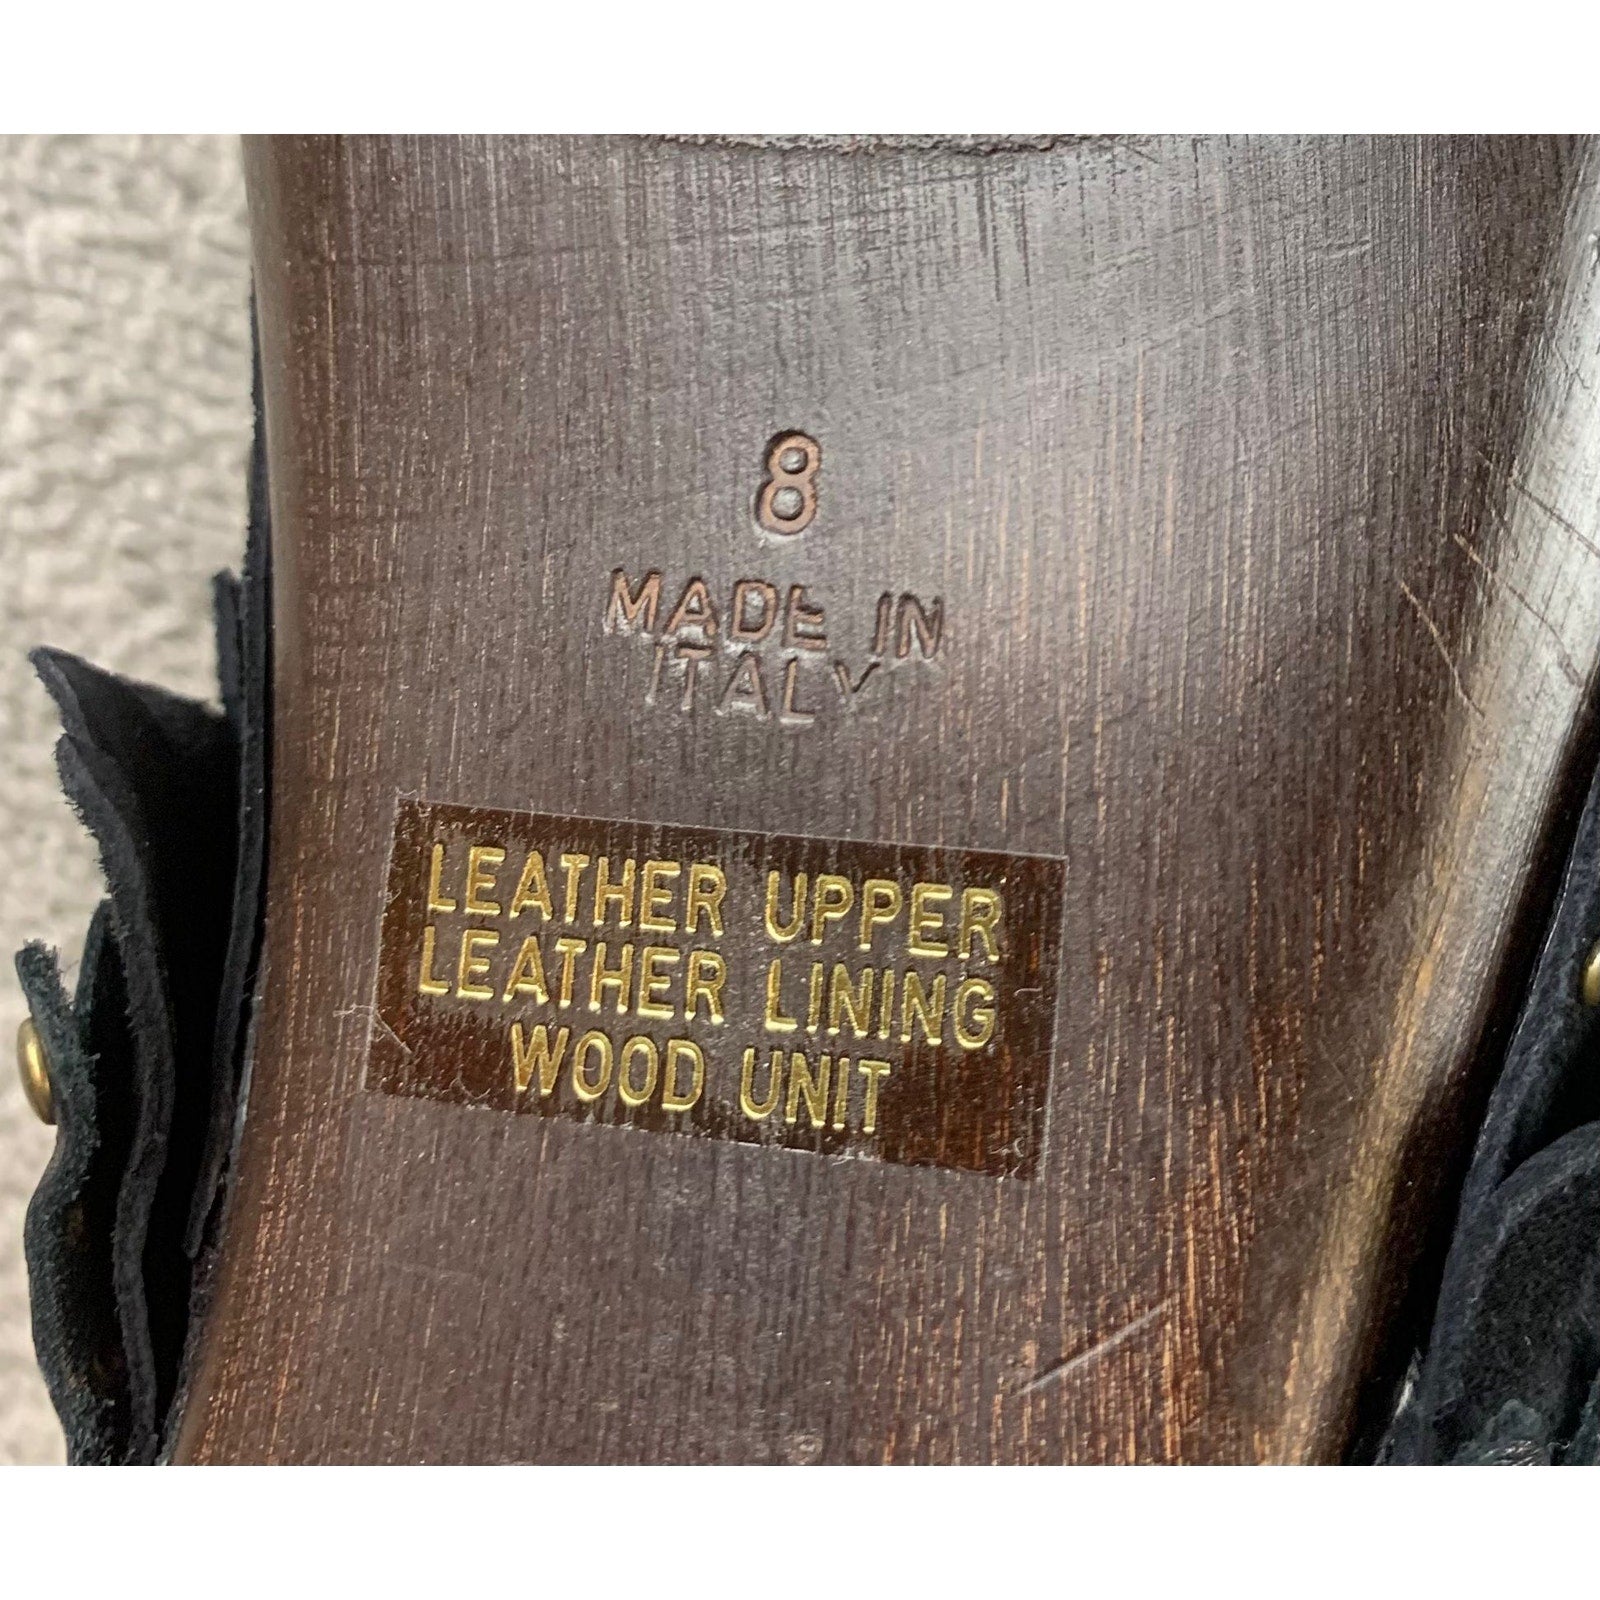 8
MADE IN
ITALY
LEATHER UPPER
LEATHER LINING
WOOD UNIT